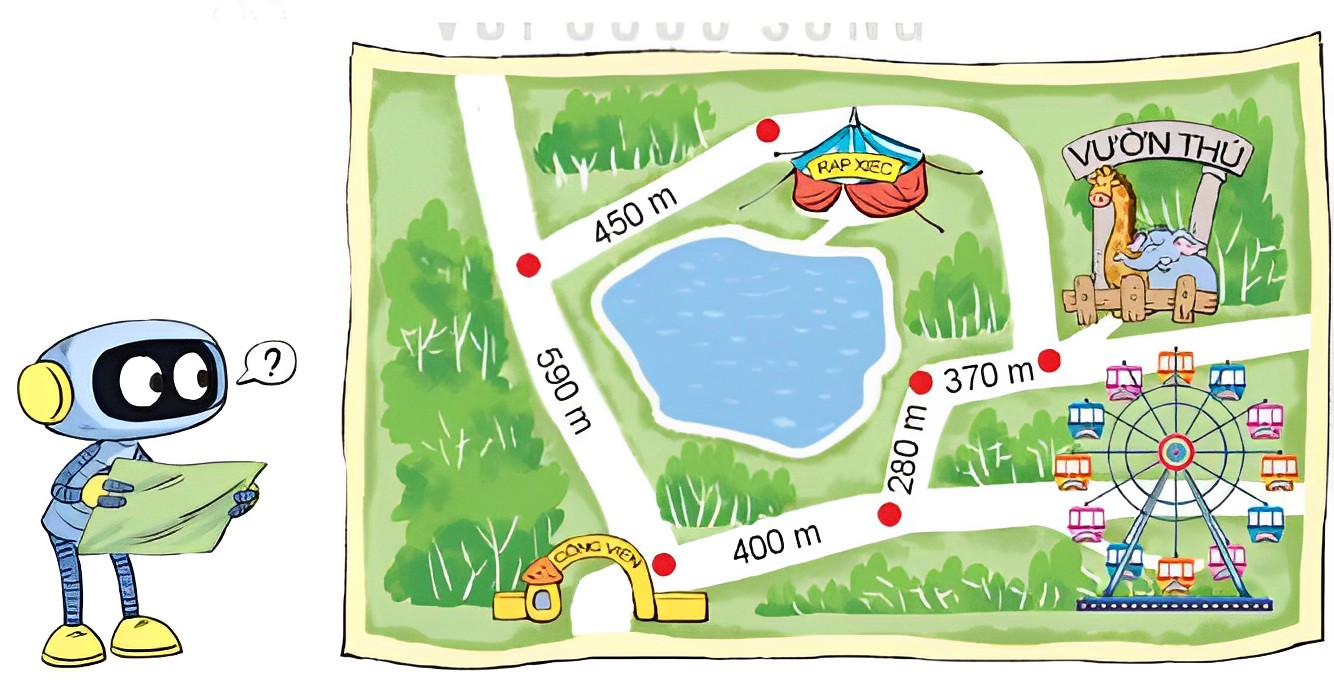 RẠP XIẾC
VƯỜN THÚ
450 m
?
590 m
370 m
280 m
400 m
CÔNG VIÊN